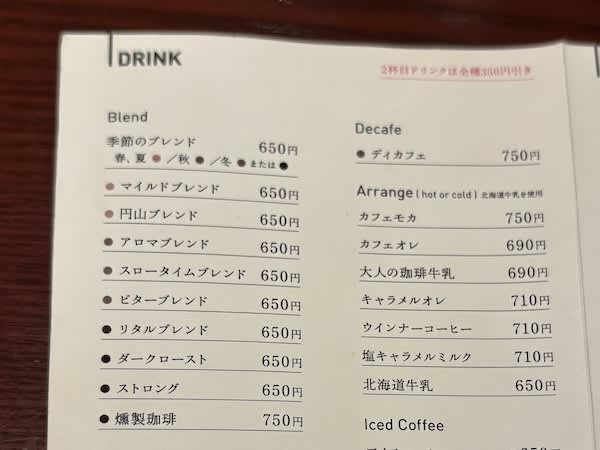 DRINK
2杯目ドリンクは全種350円引き
Blend
季節のブレンド 650円
春、夏 ● /秋 ● /冬 ● または ●
● マイルドブレンド 650円
● 円山ブレンド 650円
● アロマブレンド 650円
● スロータイムブレンド 650円
● ビターブレンド 650円
● リタルブレンド 650円
● ダークロースト 650円
● ストロング 650円
● 燻製珈琲 750円
Decafe
● ディカフェ 750円
Arrange ( hot or cold ) 北海道牛乳を使用
カフェモカ 750円
カフェオレ 690円
大人の珈琲牛乳 690円
キャラメルオレ 710円
ウインナーコーヒー 710円
塩キャラメルミルク 710円
北海道牛乳 650円
Iced Coffee